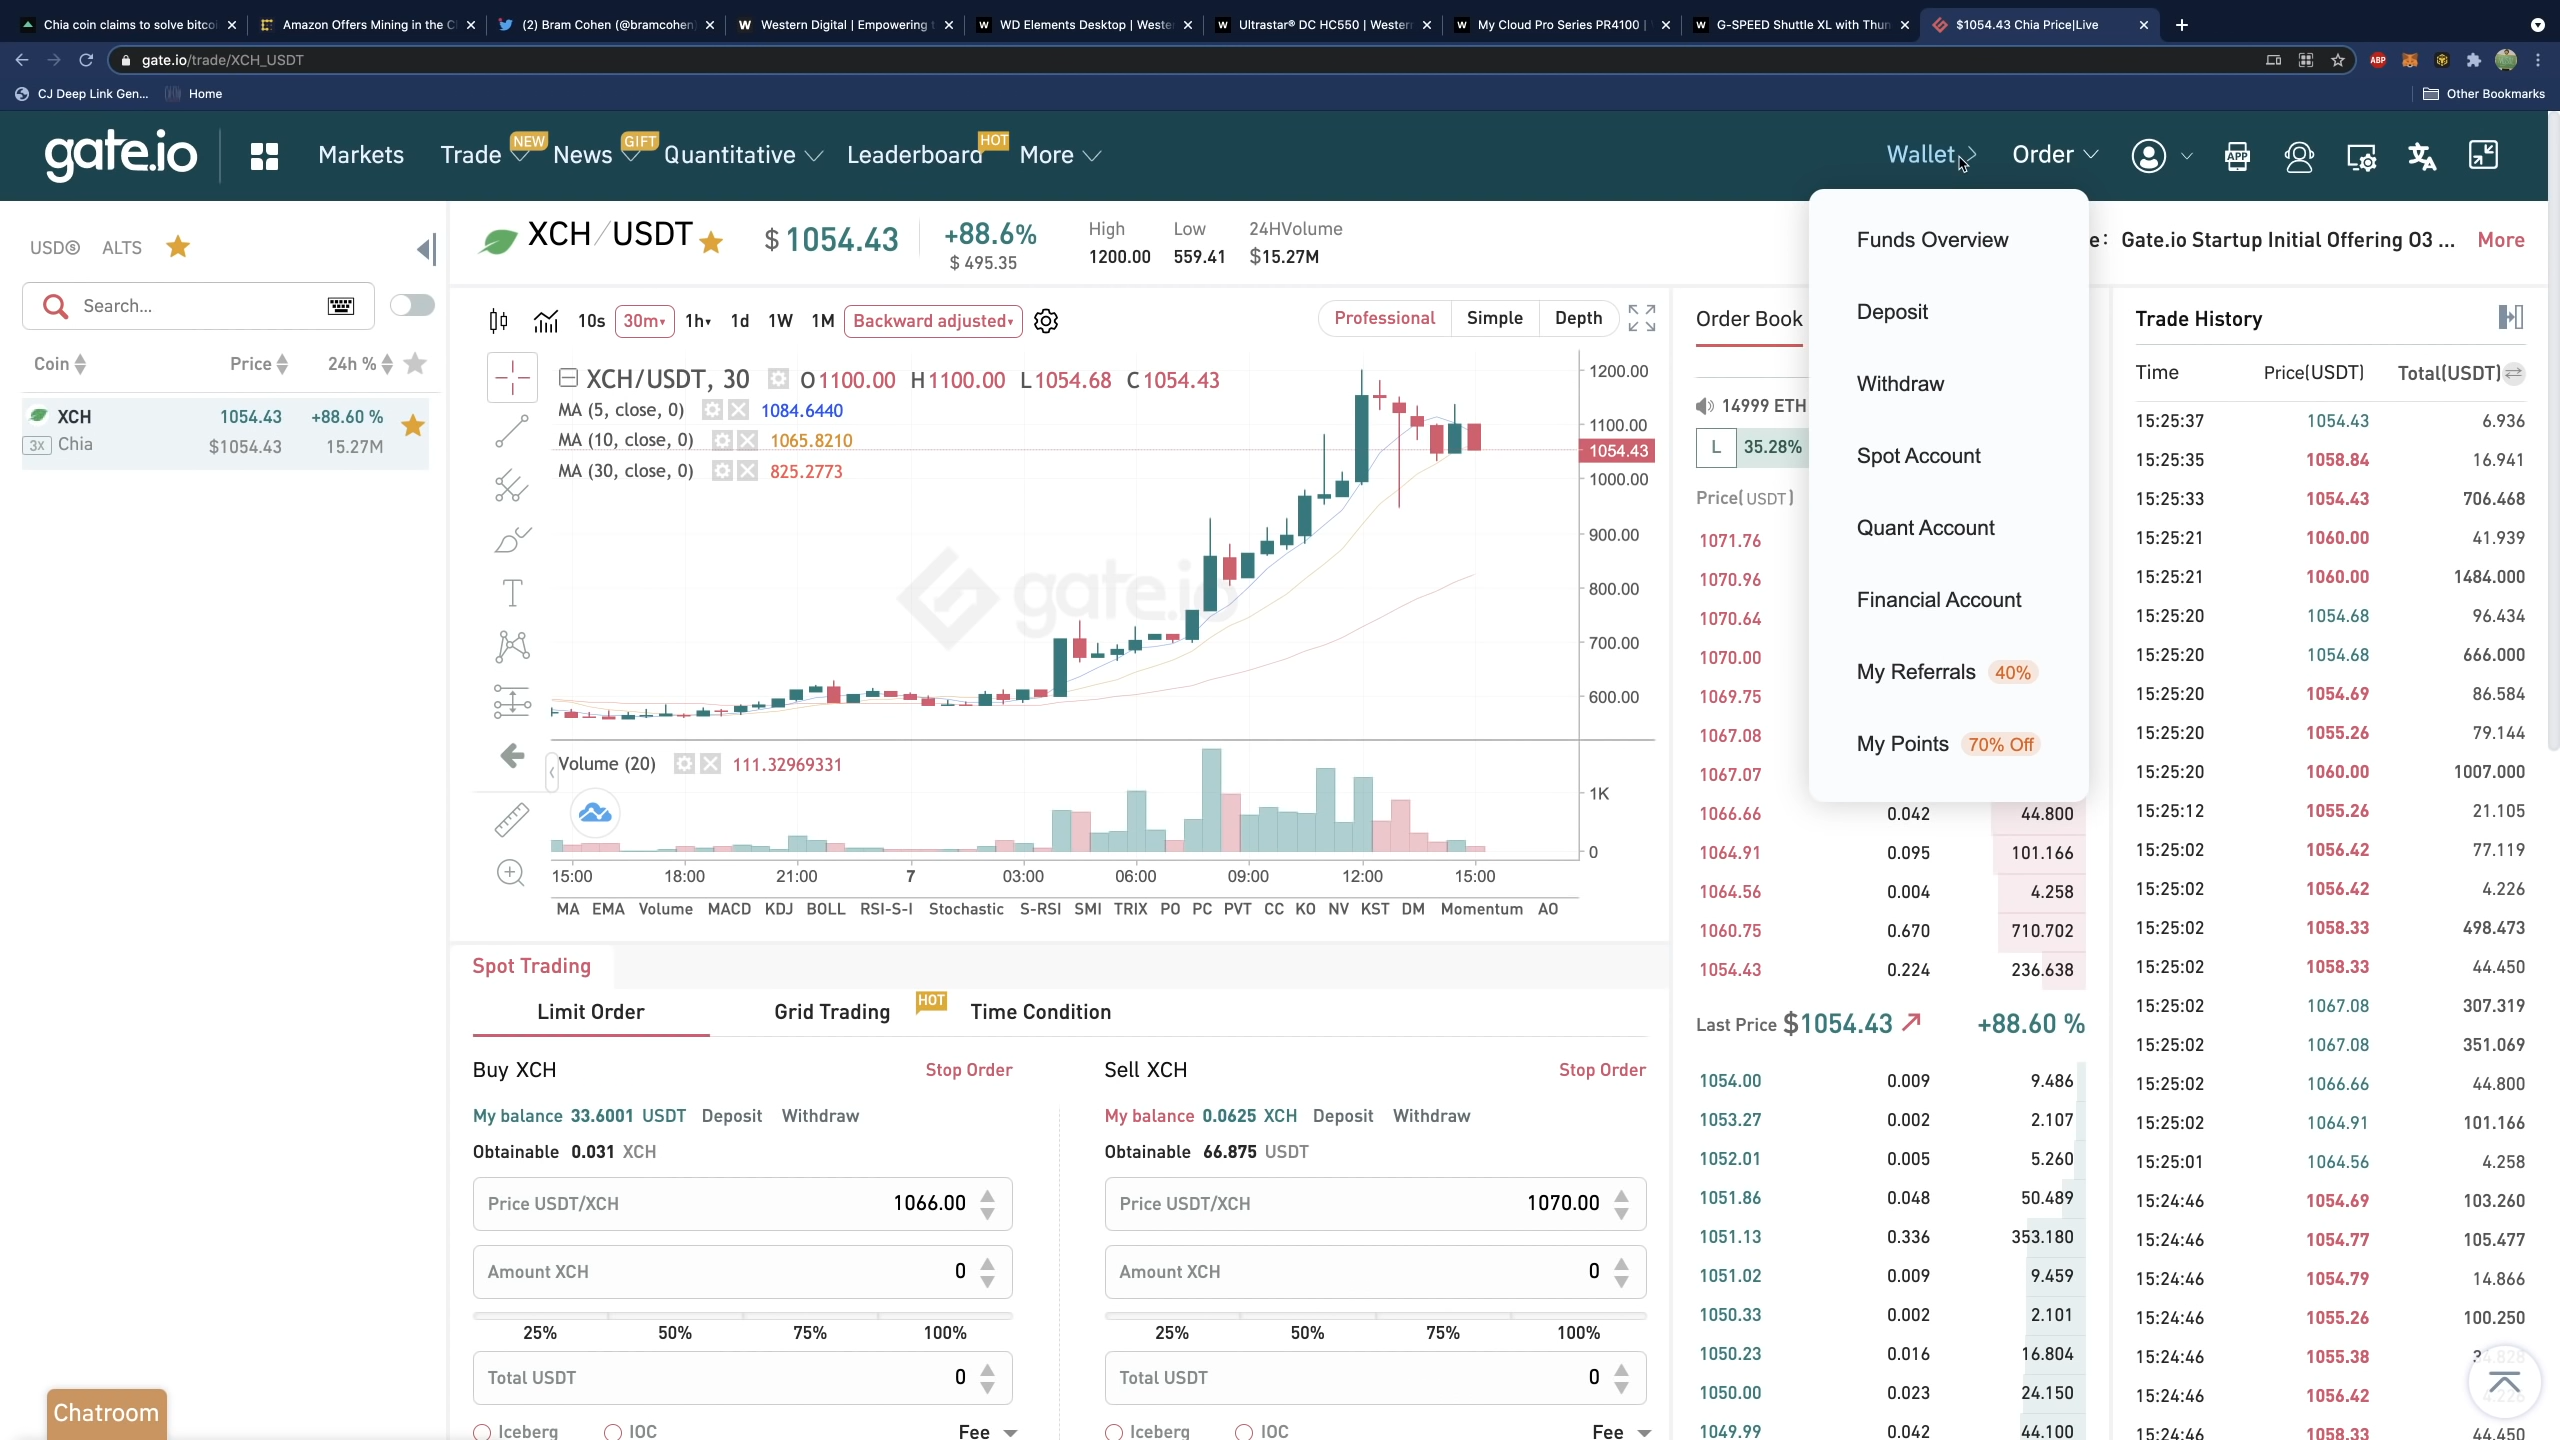 Chia coin claims to solve bitco
Amazon Offers Mining in the C
(2) Bram Cohen (@bramcohen
Western Digital | Empowering
WD Elements Desktop | Weste
Ultrastar® DC HC550 | Wester
My Cloud Pro Series PR4100 |
G-SPEED Shuttle XL with Thun
$1054.43 Chia Price|Live
gate.io/trade/XCH_USDT
ABP
CJ Deep Link Gen...
Home
Other Bookmarks
gate.io
Markets
Trade
NEW
News
GIFT
Quantitative
Leaderboard
HOT
More
Wallet
Order
APP
USDⓈ ALTS
Search...
Coin Price 24h %
XCH 1054.43 +88.60 %
3X Chia $1054.43 15.27M
XCH/USDT
$ 1054.43
+88.6%
$ 495.35
High
1200.00
Low
559.41
24HVolume
$15.27M
e: Gate.io Startup Initial Offering O3 ... More
10s 30m 1h 1d 1W 1M Backward adjusted
Professional Simple Depth
XCH/USDT, 30 O1100.00 H1100.00 L1054.68 C1054.43
MA (5, close, 0) 1084.6440
MA (10, close, 0) 1065.8210
MA (30, close, 0) 825.2773
gate.io
1200.00
1100.00
1054.43
1000.00
900.00
800.00
700.00
600.00
Volume (20) 111.32969331
1K
0
15:00 18:00 21:00 7 03:00 06:00 09:00 12:00 15:00
MA EMA Volume MACD KDJ BOLL RSI-S-I Stochastic S-RSI SMI TRIX PO PC PVT CC KO NV KST DM Momentum AO
Spot Trading
Limit Order Grid Trading HOT Time Condition
Buy XCH Stop Order
My balance 33.6001 USDT Deposit Withdraw
Obtainable 0.031 XCH
Price USDT/XCH 1066.00
Amount XCH 0
25% 50% 75% 100%
Total USDT 0
Iceberg IOC Fee
Sell XCH Stop Order
My balance 0.0625 XCH Deposit Withdraw
Obtainable 66.875 USDT
Price USDT/XCH 1070.00
Amount XCH 0
25% 50% 75% 100%
Total USDT 0
Iceberg IOC Fee
Chatroom
Order Book
14999 ETH
L 35.28%
Price(USDT)
1071.76
1070.96
1070.64
1070.00
1069.75
1067.08
1067.07
1066.66 0.042 44.800
1064.91 0.095 101.166
1064.56 0.004 4.258
1060.75 0.670 710.702
1054.43 0.224 236.638
Last Price $1054.43 +88.60 %
1054.00 0.009 9.486
1053.27 0.002 2.107
1052.01 0.005 5.260
1051.86 0.048 50.489
1051.13 0.336 353.180
1051.02 0.009 9.459
1050.33 0.002 2.101
1050.23 0.016 16.804
1050.00 0.023 24.150
1049.99 0.042 44.100
Funds Overview
Deposit
Withdraw
Spot Account
Quant Account
Financial Account
My Referrals 40%
My Points 70% Off
Trade History
Time Price(USDT) Total(USDT)
15:25:37 1054.43 6.936
15:25:35 1058.84 16.941
15:25:33 1054.43 706.468
15:25:21 1060.00 41.939
15:25:21 1060.00 1484.000
15:25:20 1054.68 96.434
15:25:20 1054.68 666.000
15:25:20 1054.69 86.584
15:25:20 1055.26 79.144
15:25:20 1060.00 1007.000
15:25:12 1055.26 21.105
15:25:02 1056.42 77.119
15:25:02 1056.42 4.226
15:25:02 1058.33 498.473
15:25:02 1058.33 44.450
15:25:02 1067.08 307.319
15:25:02 1067.08 351.069
15:25:02 1066.66 44.800
15:25:02 1064.91 101.166
15:25:01 1064.56 4.258
15:24:46 1054.69 103.260
15:24:46 1054.77 105.477
15:24:46 1054.79 14.866
15:24:46 1055.26 100.250
15:24:46 1055.38
15:24:46 1056.42
15:24:46 1058.33 44.450